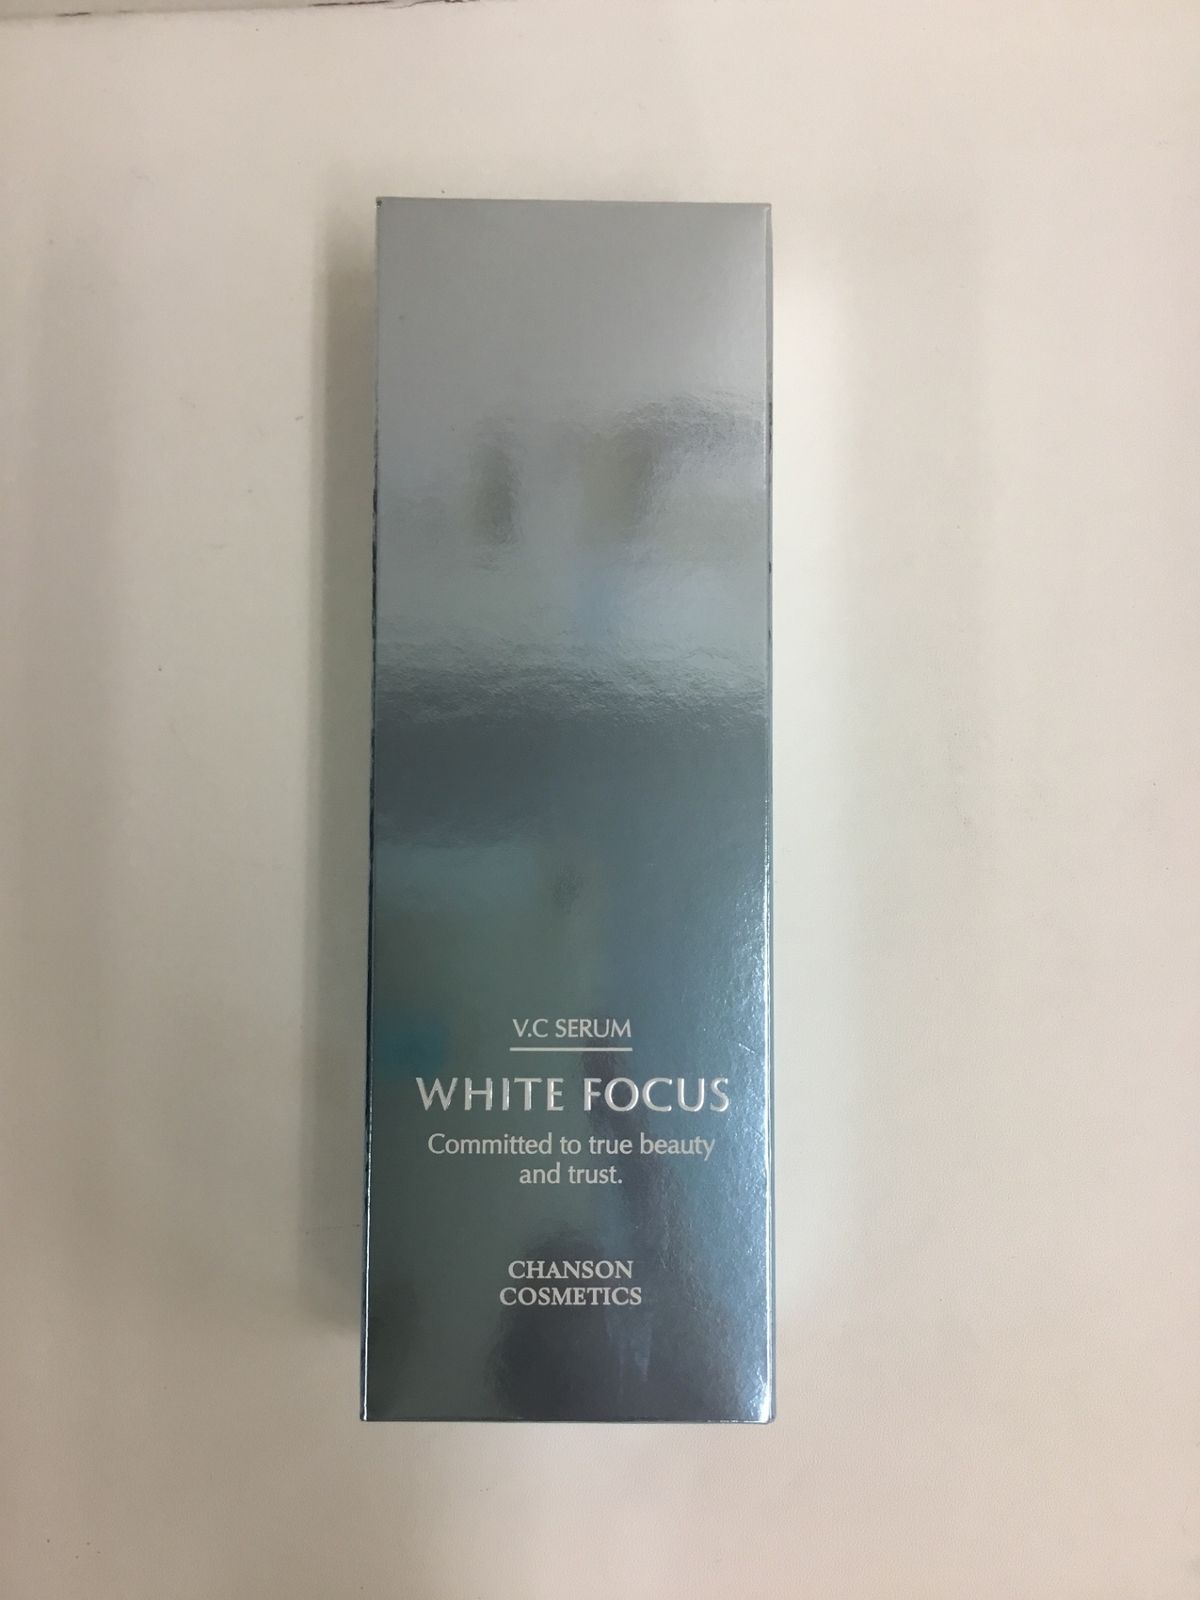 V.C SERUM
WHITE FOCUS
Committed to true beauty
and trust.
CHANSON
COSMETICS